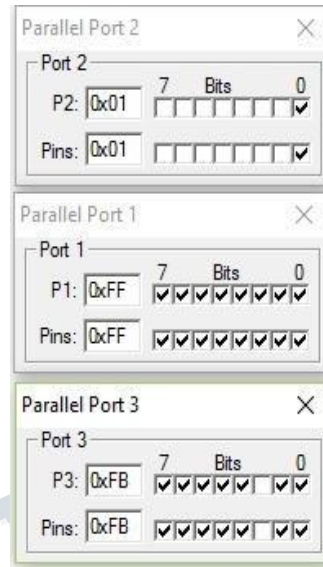 Parallel Port 2
Port 2
7 Bits 0
P2: 0x01
Pins: 0x01
Parallel Port 1
Port 1
7 Bits 0
P1: 0xFF
Pins: 0xFF
Parallel Port 3
Port 3
7 Bits 0
P3: 0xFB
Pins: 0xFB